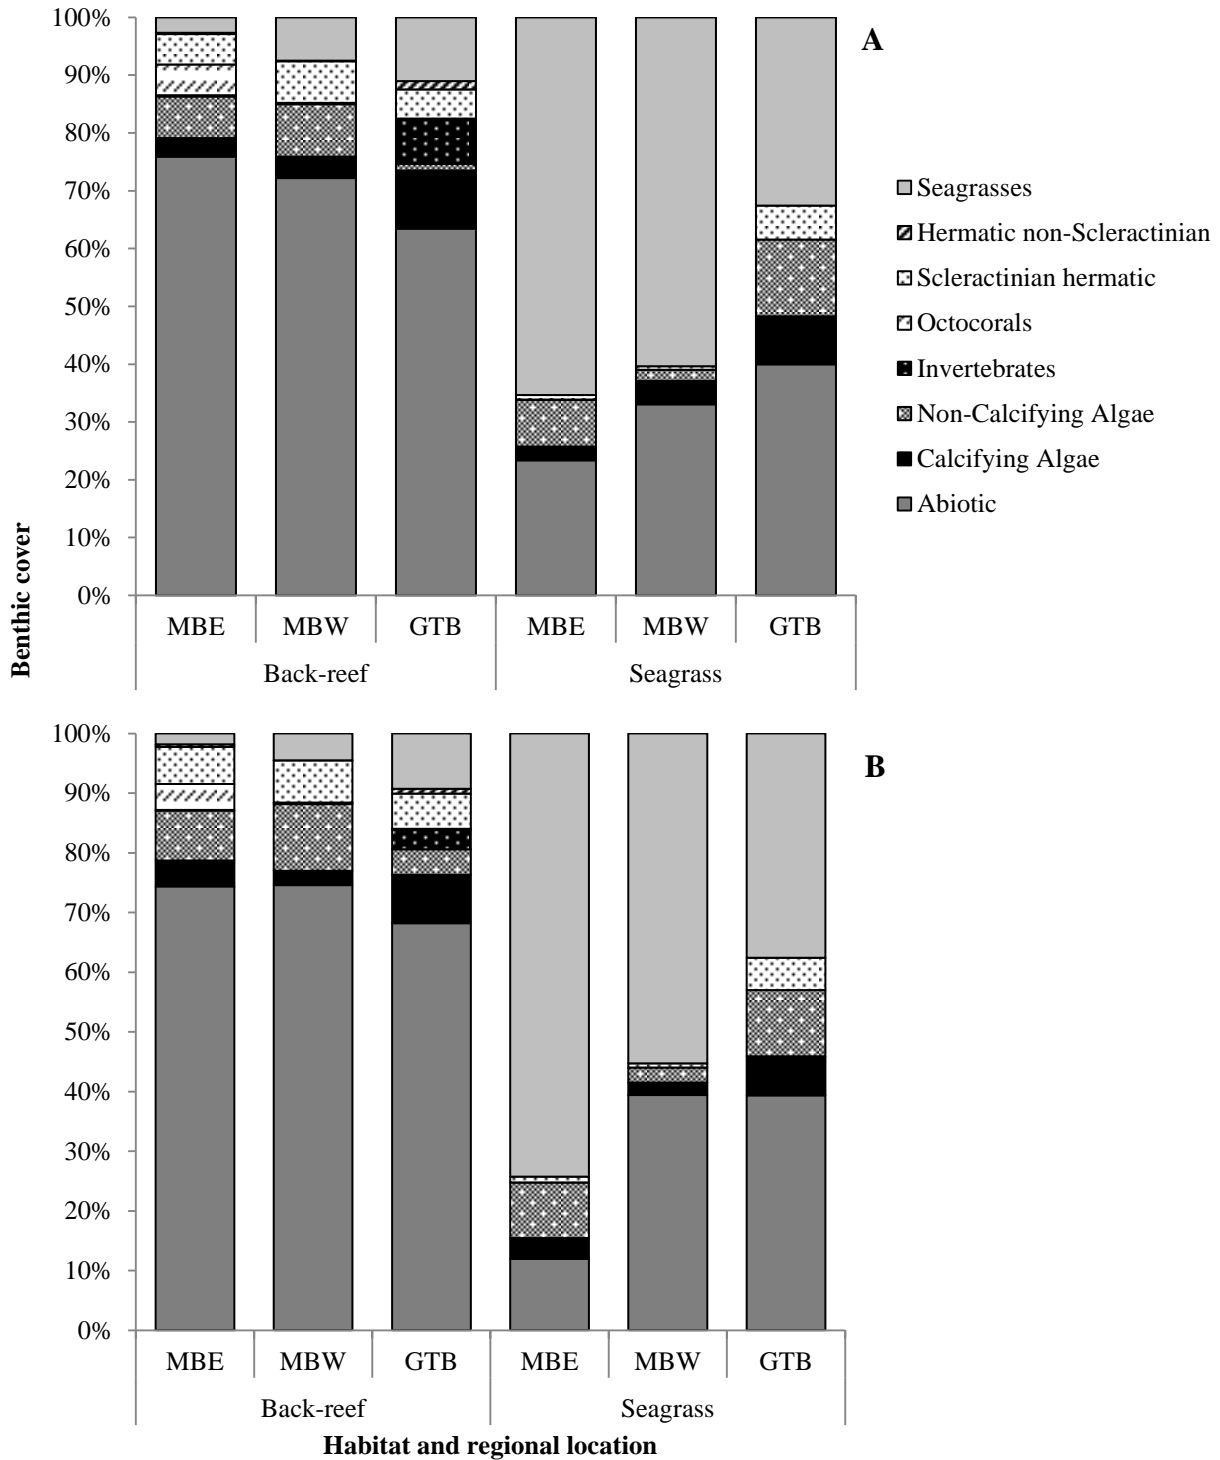 100%
90%
80%
70%
60%
50%
40%
30%
20%
10%
0%
Benthic cover
A
Seagrasses
Hermatic non-Scleractinian
Scleractinian hermatic
Octocorals
Invertebrates
Non-Calcifying Algae
Calcifying Algae
Abiotic
MBE MBW GTB MBE MBW GTB
Back-reef Seagrass
100%
90%
80%
70%
60%
50%
40%
30%
20%
10%
0%
B
MBE MBW GTB MBE MBW GTB
Back-reef Seagrass
Habitat and regional location